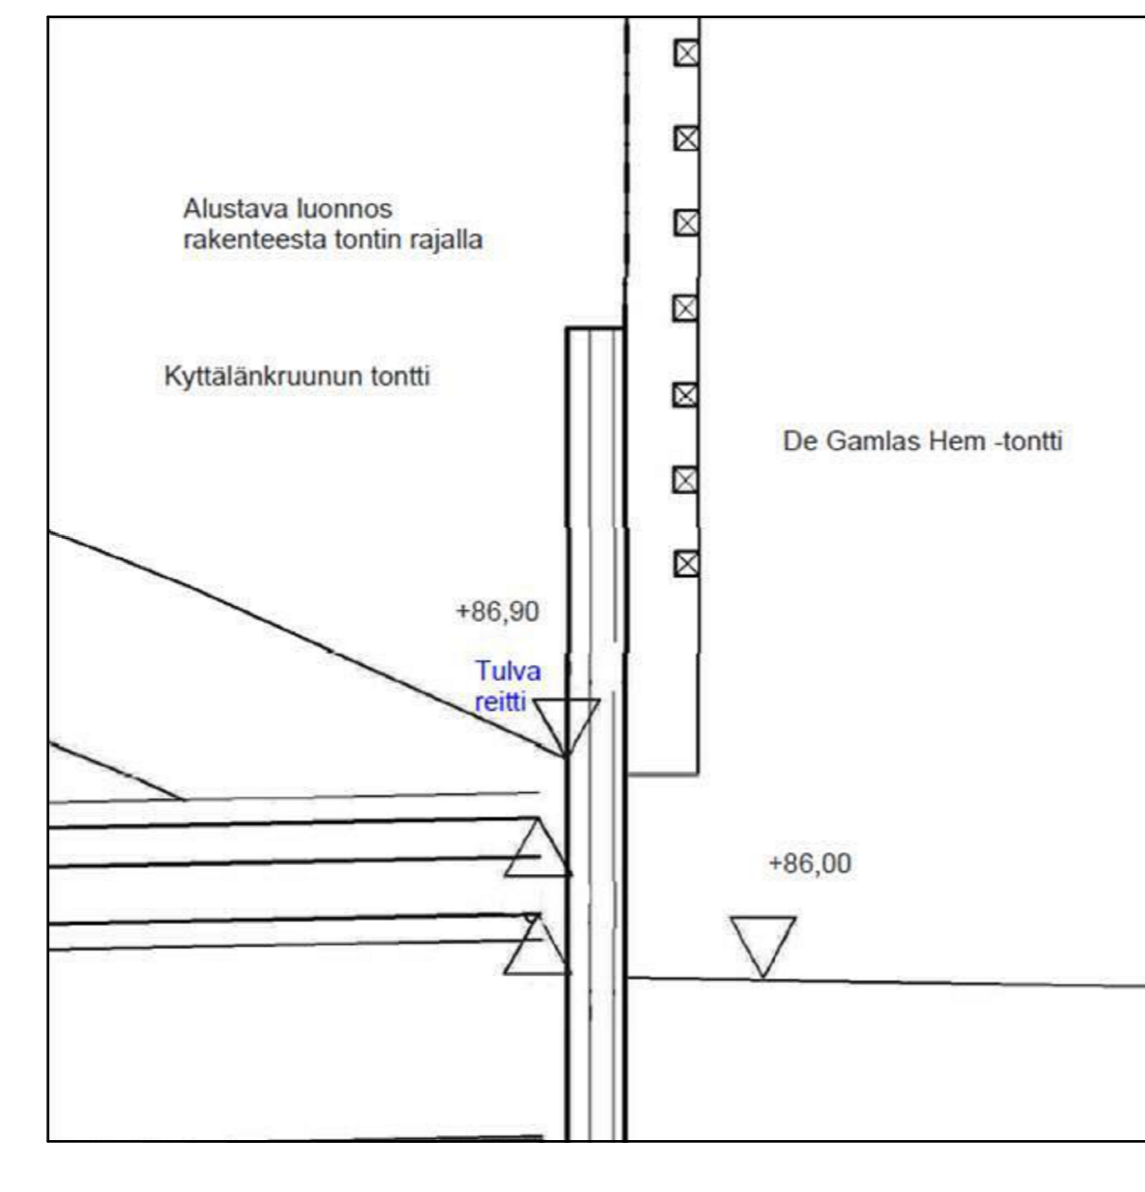 Alustava luonnos
rakenteesta tontin rajalla
Kyttälänkruunun tontti
De Gamlas Hem -tontti
+86,90
Tulva
reitti
+86,00